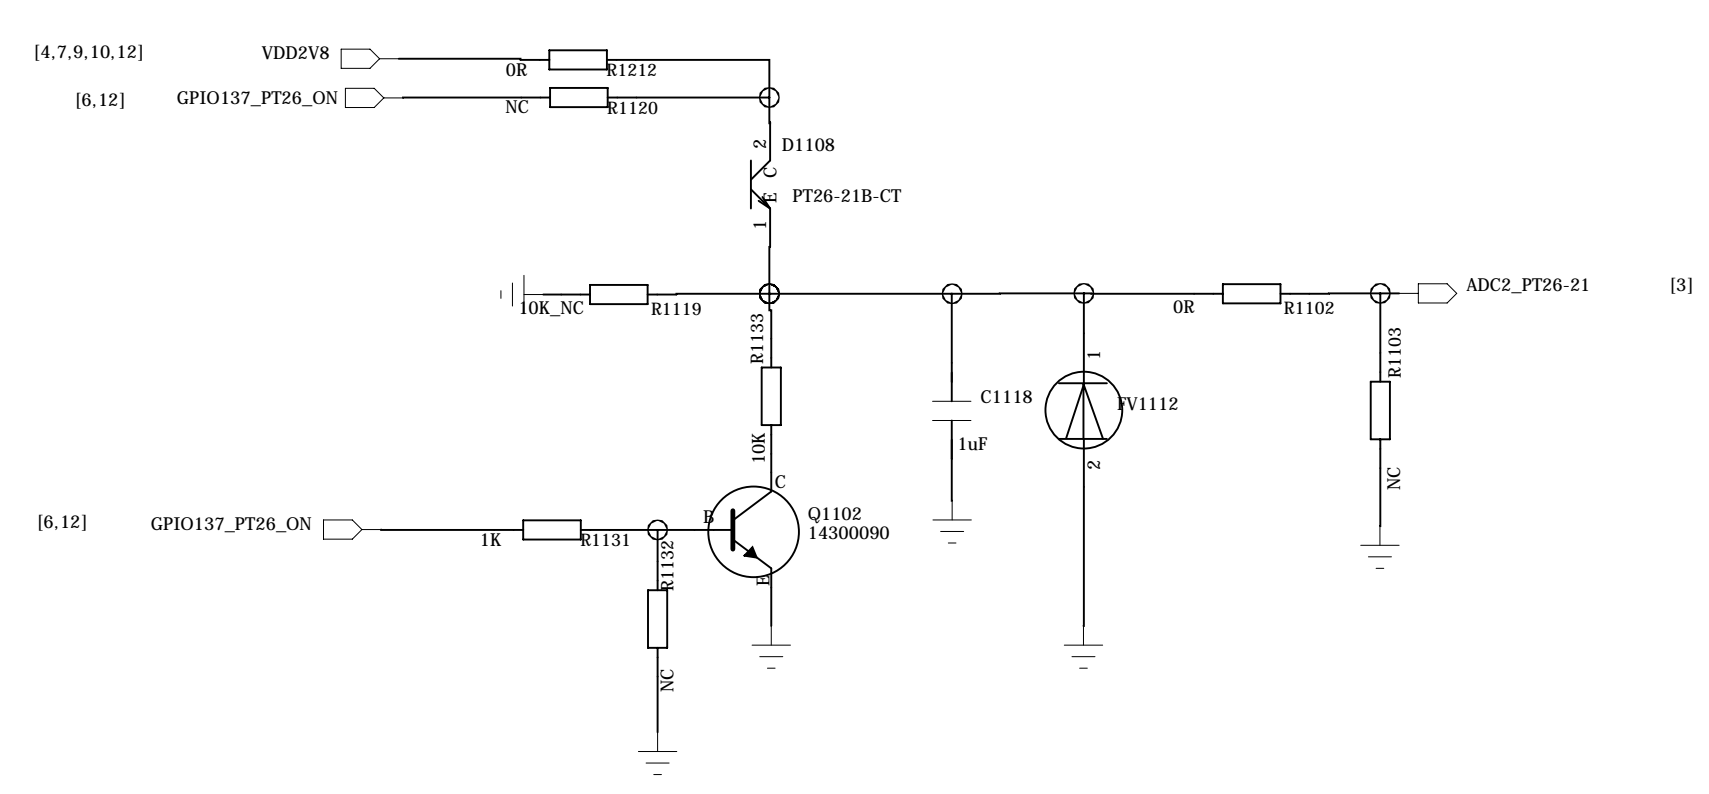 [4,7,9,10,12]
VDD2V8
0R
R1212
[6,12]
GPIO137_PT26_ON
NC
R1120
2
D1108
C
E
PT26-21B-CT
1
10K_NC
R1119
0R
R1102
ADC2_PT26-21
[3]
R1133
10K
C1118
1uF
1
FV1112
2
R1103
NC
[6,12]
GPIO137_PT26_ON
1K
R1131
B
C
E
Q1102
14300090
R1132
NC